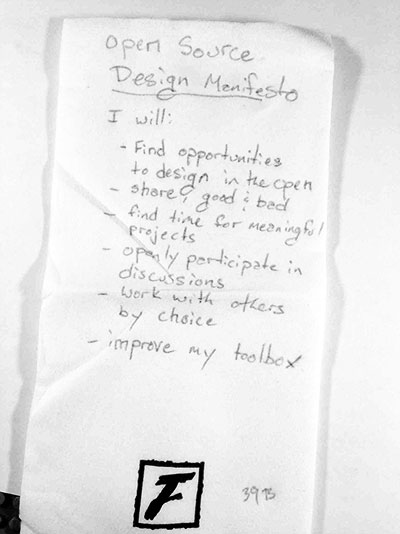 Open Source
Design Manifesto
I will:
- Find opportunities
to design in the open
- share, good & bad
- find time for meaningful
projects
- openly participate in
discussions
- work with others
by choice
- improve my toolbox
F